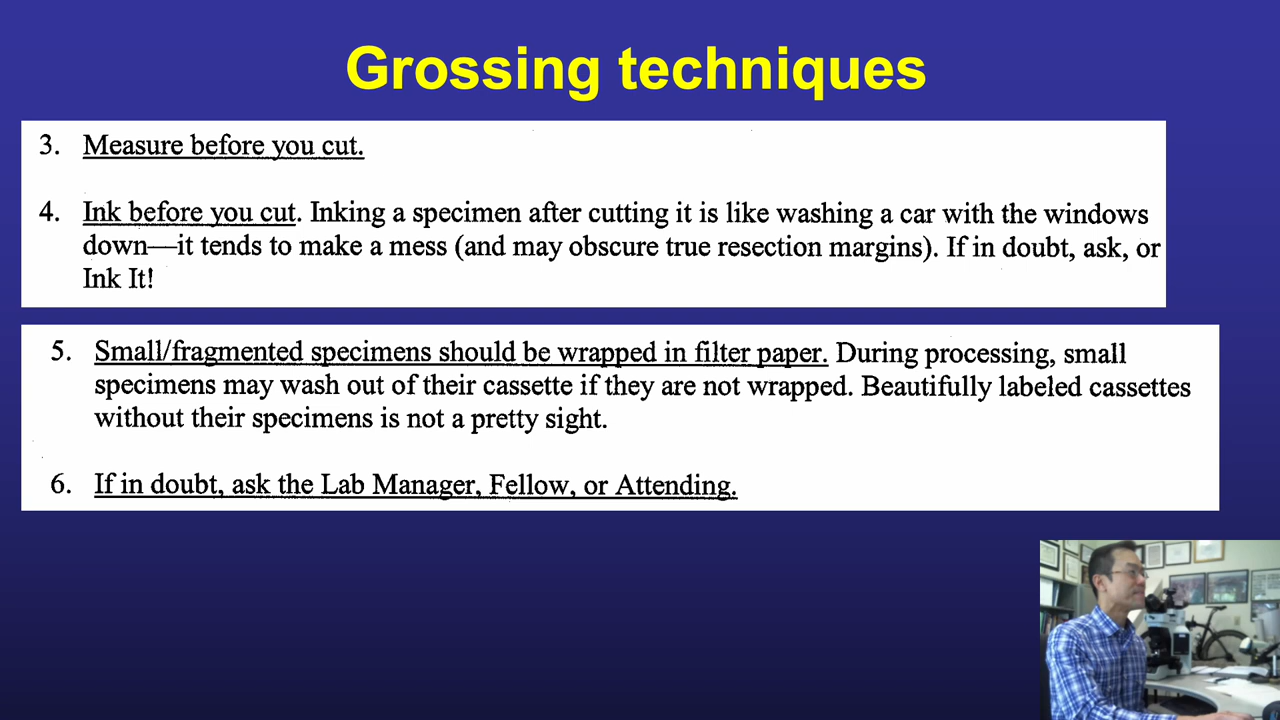 Grossing techniques
3. Measure before you cut.
4. Ink before you cut. Inking a specimen after cutting it is like washing a car with the windows
down—it tends to make a mess (and may obscure true resection margins). If in doubt, ask, or
Ink It!
5. Small/fragmented specimens should be wrapped in filter paper. During processing, small
specimens may wash out of their cassette if they are not wrapped. Beautifully labeled cassettes
without their specimens is not a pretty sight.
6. If in doubt, ask the Lab Manager, Fellow, or Attending.